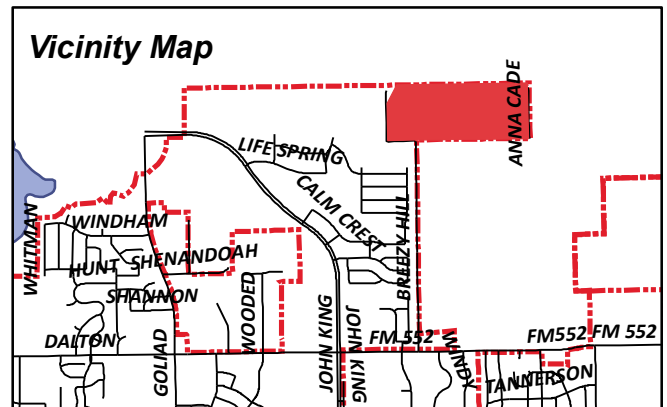 Vicinity Map
ANNA CADE
LIFE SPRING
CALM CREST
BREEZY HILL
WHITMAN
WINDHAM
HUNT
SHENANDOAH
SHANNON
WOODED
DALTON
GOLIAD
JOHN KING
JOHN KING
FM 552
WINDY
FM552
FM 552
TANNERSON